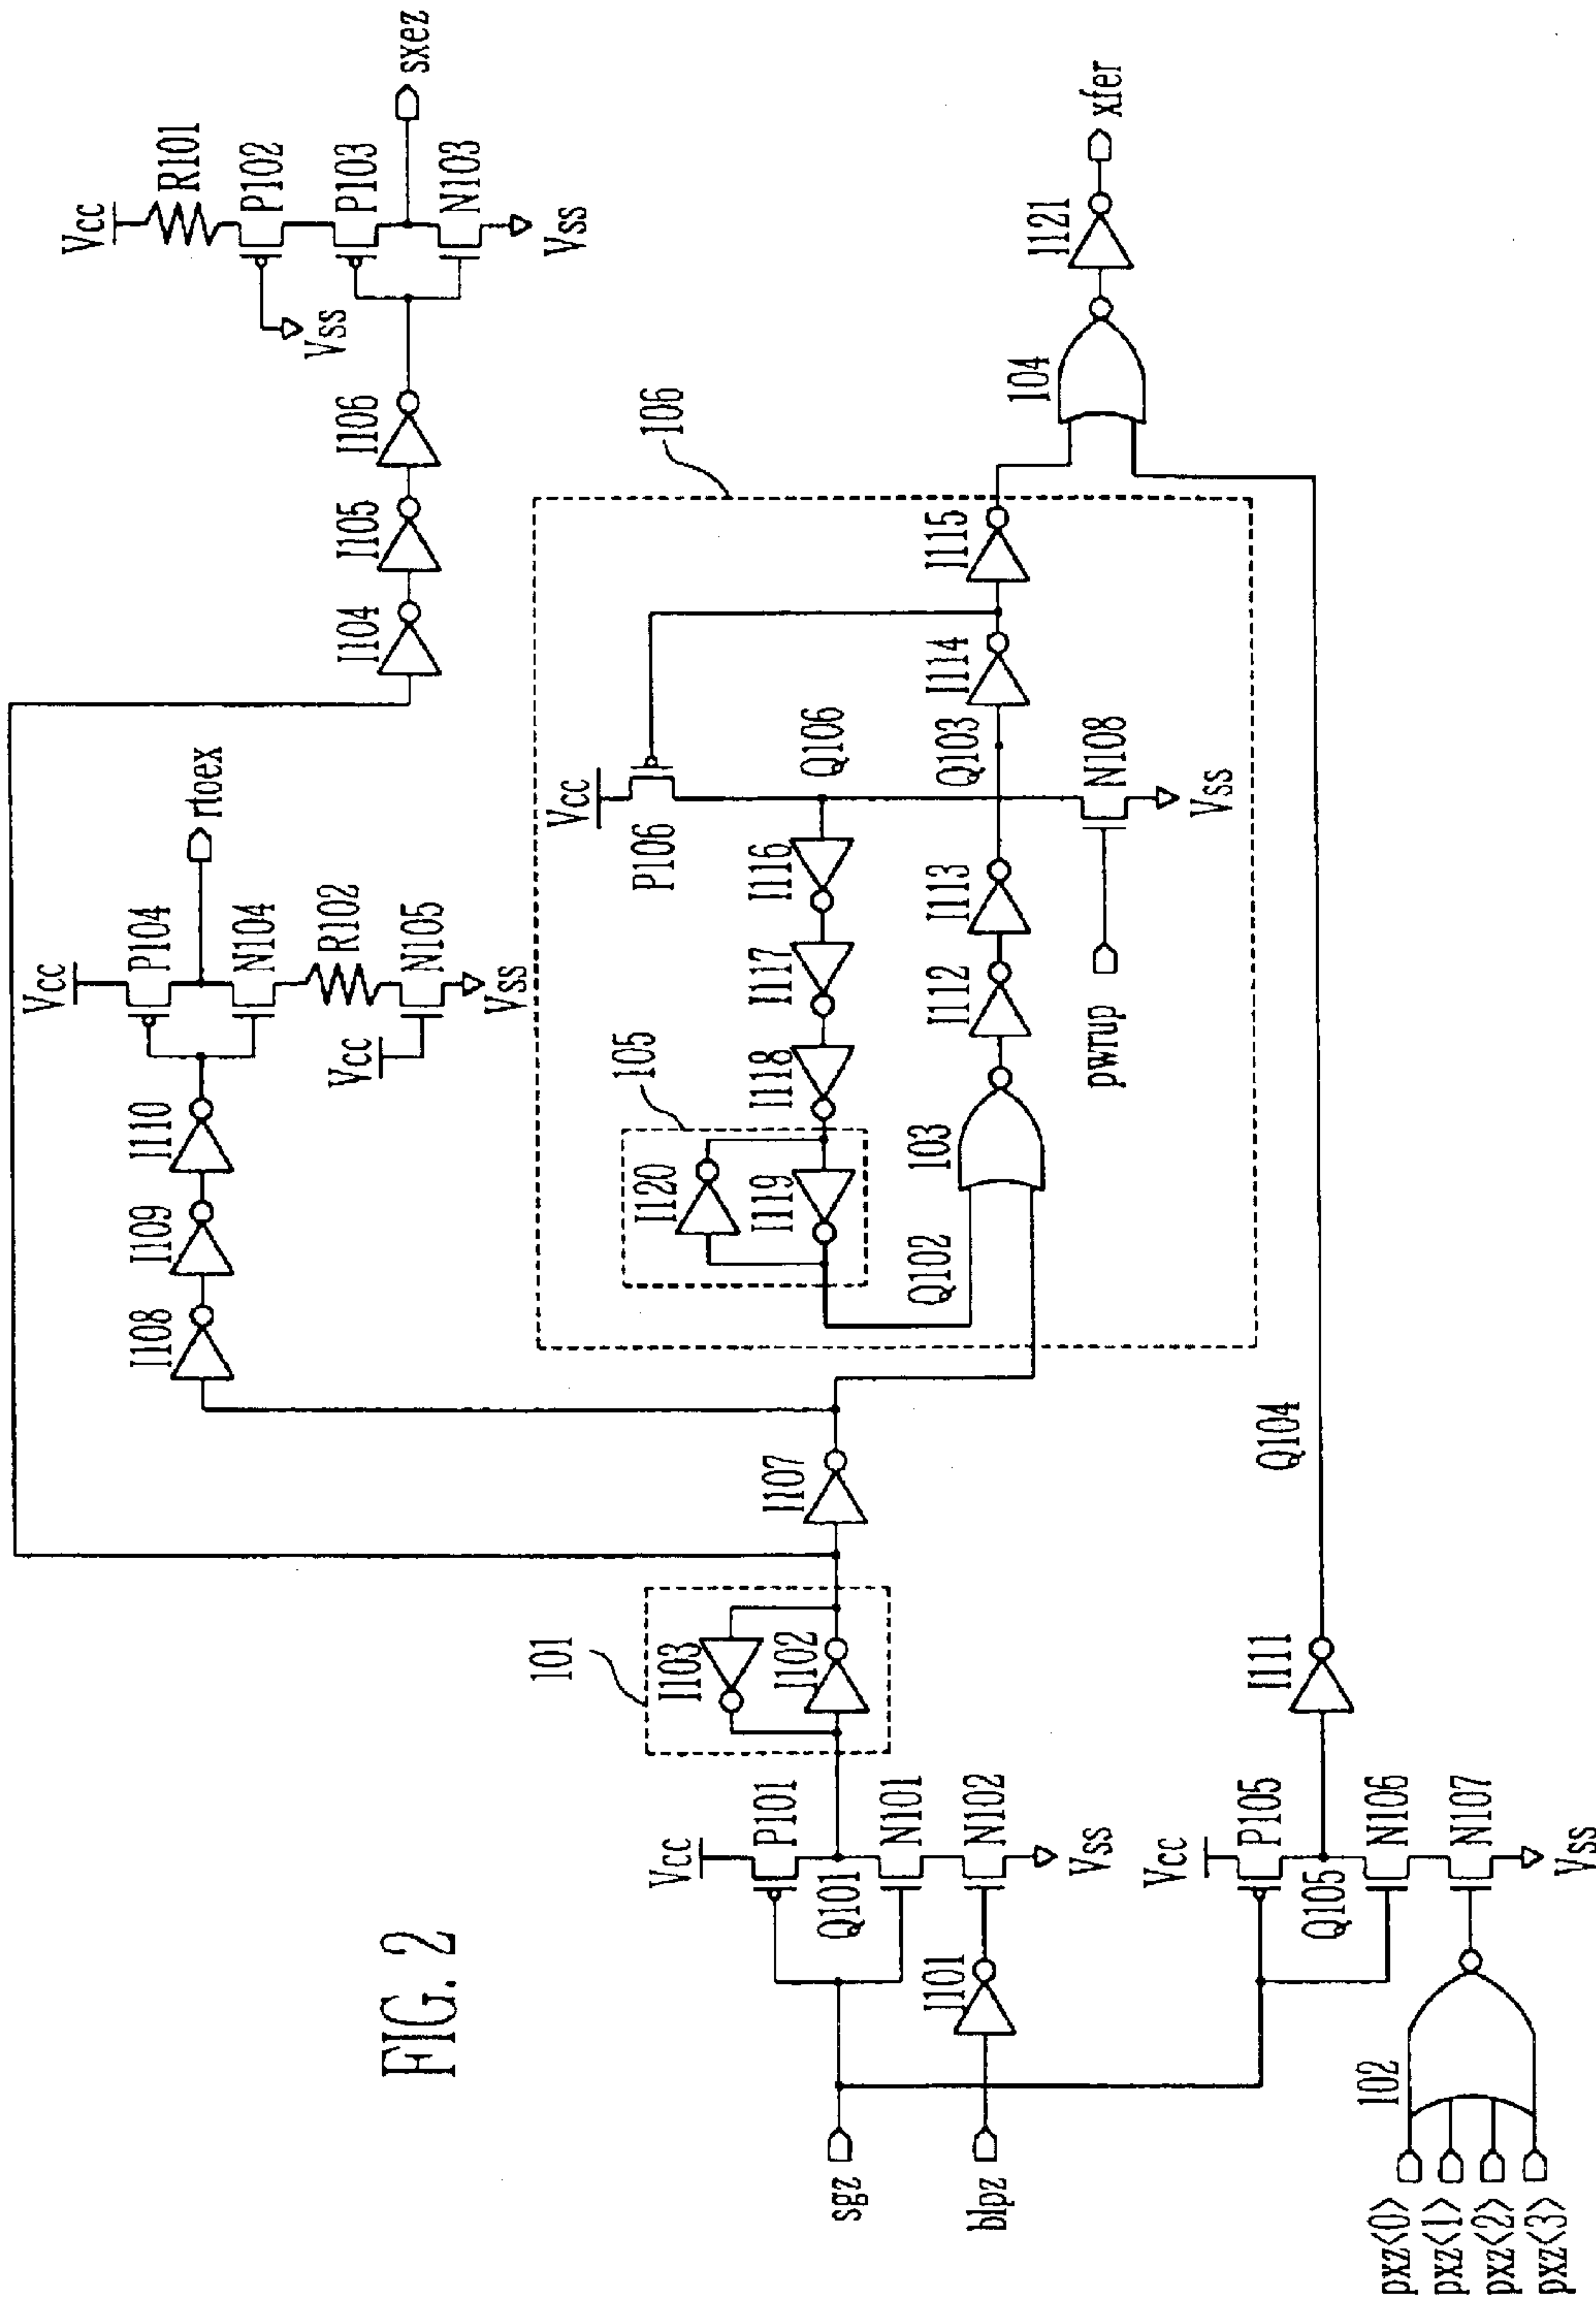 FIG. 2
Vcc
R101
P102
Vss
P103
sxez
N103
Vss
I104
I105
I106
Vcc
P104
rtoex
N104
R102
Vcc
N105
Vss
I108
I109
I110
106
Vcc
P106
Q106
I116
I117
I118
105
I120
I119
Q102
103
I112
I113
Q103
I114
I115
pwrup
N108
Vss
104
I121
xfer
101
I103
I102
I107
Vcc
P101
Q101
N101
N102
Vss
I101
sgz
blpz
Vcc
P105
Q105
N106
N107
Vss
I111
Q104
102
pxz<0>
pxz<1>
pxz<2>
pxz<3>